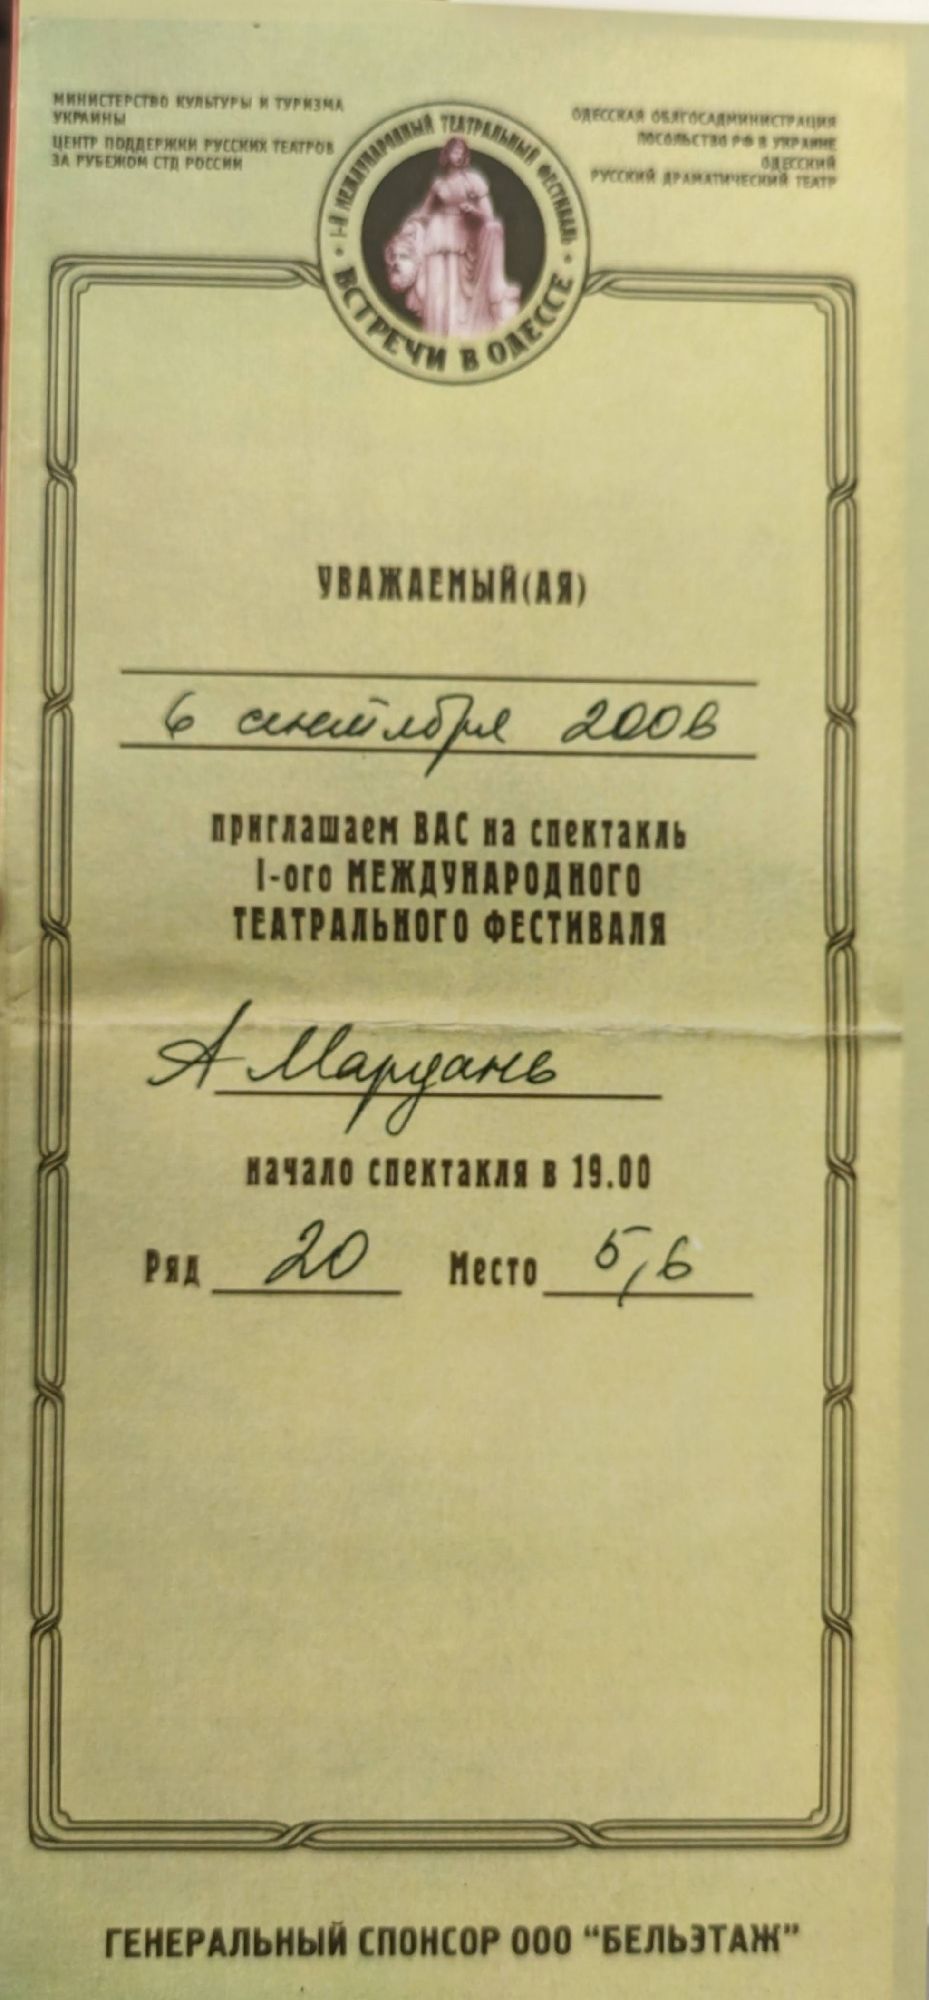 МИНИСТЕРСТВО КУЛЬТУРЫ И ТУРИЗМА
УКРАИНЫ
ЦЕНТР ПОДДЕРЖКИ РУССКИХ ТЕАТРОВ
ЗА РУБЕЖОМ СТД РОССИИ
ОДЕССКАЯ ОБЛГОСАДМИНИСТРАЦИЯ
ПОСОЛЬСТВО РФ В УКРАИНЕ
ОДЕССКИЙ
РУССКИЙ ДРАМАТИЧЕСКИЙ ТЕАТР
I-Й МЕЖДУНАРОДНЫЙ ТЕАТРАЛЬНЫЙ ФЕСТИВАЛЬ
ВСТРЕЧИ В ОДЕССЕ
УВАЖАЕМЫЙ(АЯ)
6 сентября 2006
приглашаем ВАС на спектакль
I-ого МЕЖДУНАРОДНОГО
ТЕАТРАЛЬНОГО ФЕСТИВАЛЯ
А Мардань
начало спектакля в 19.00
Ряд 20 Место 5,6
ГЕНЕРАЛЬНЫЙ СПОНСОР ООО "БЕЛЬЭТАЖ"